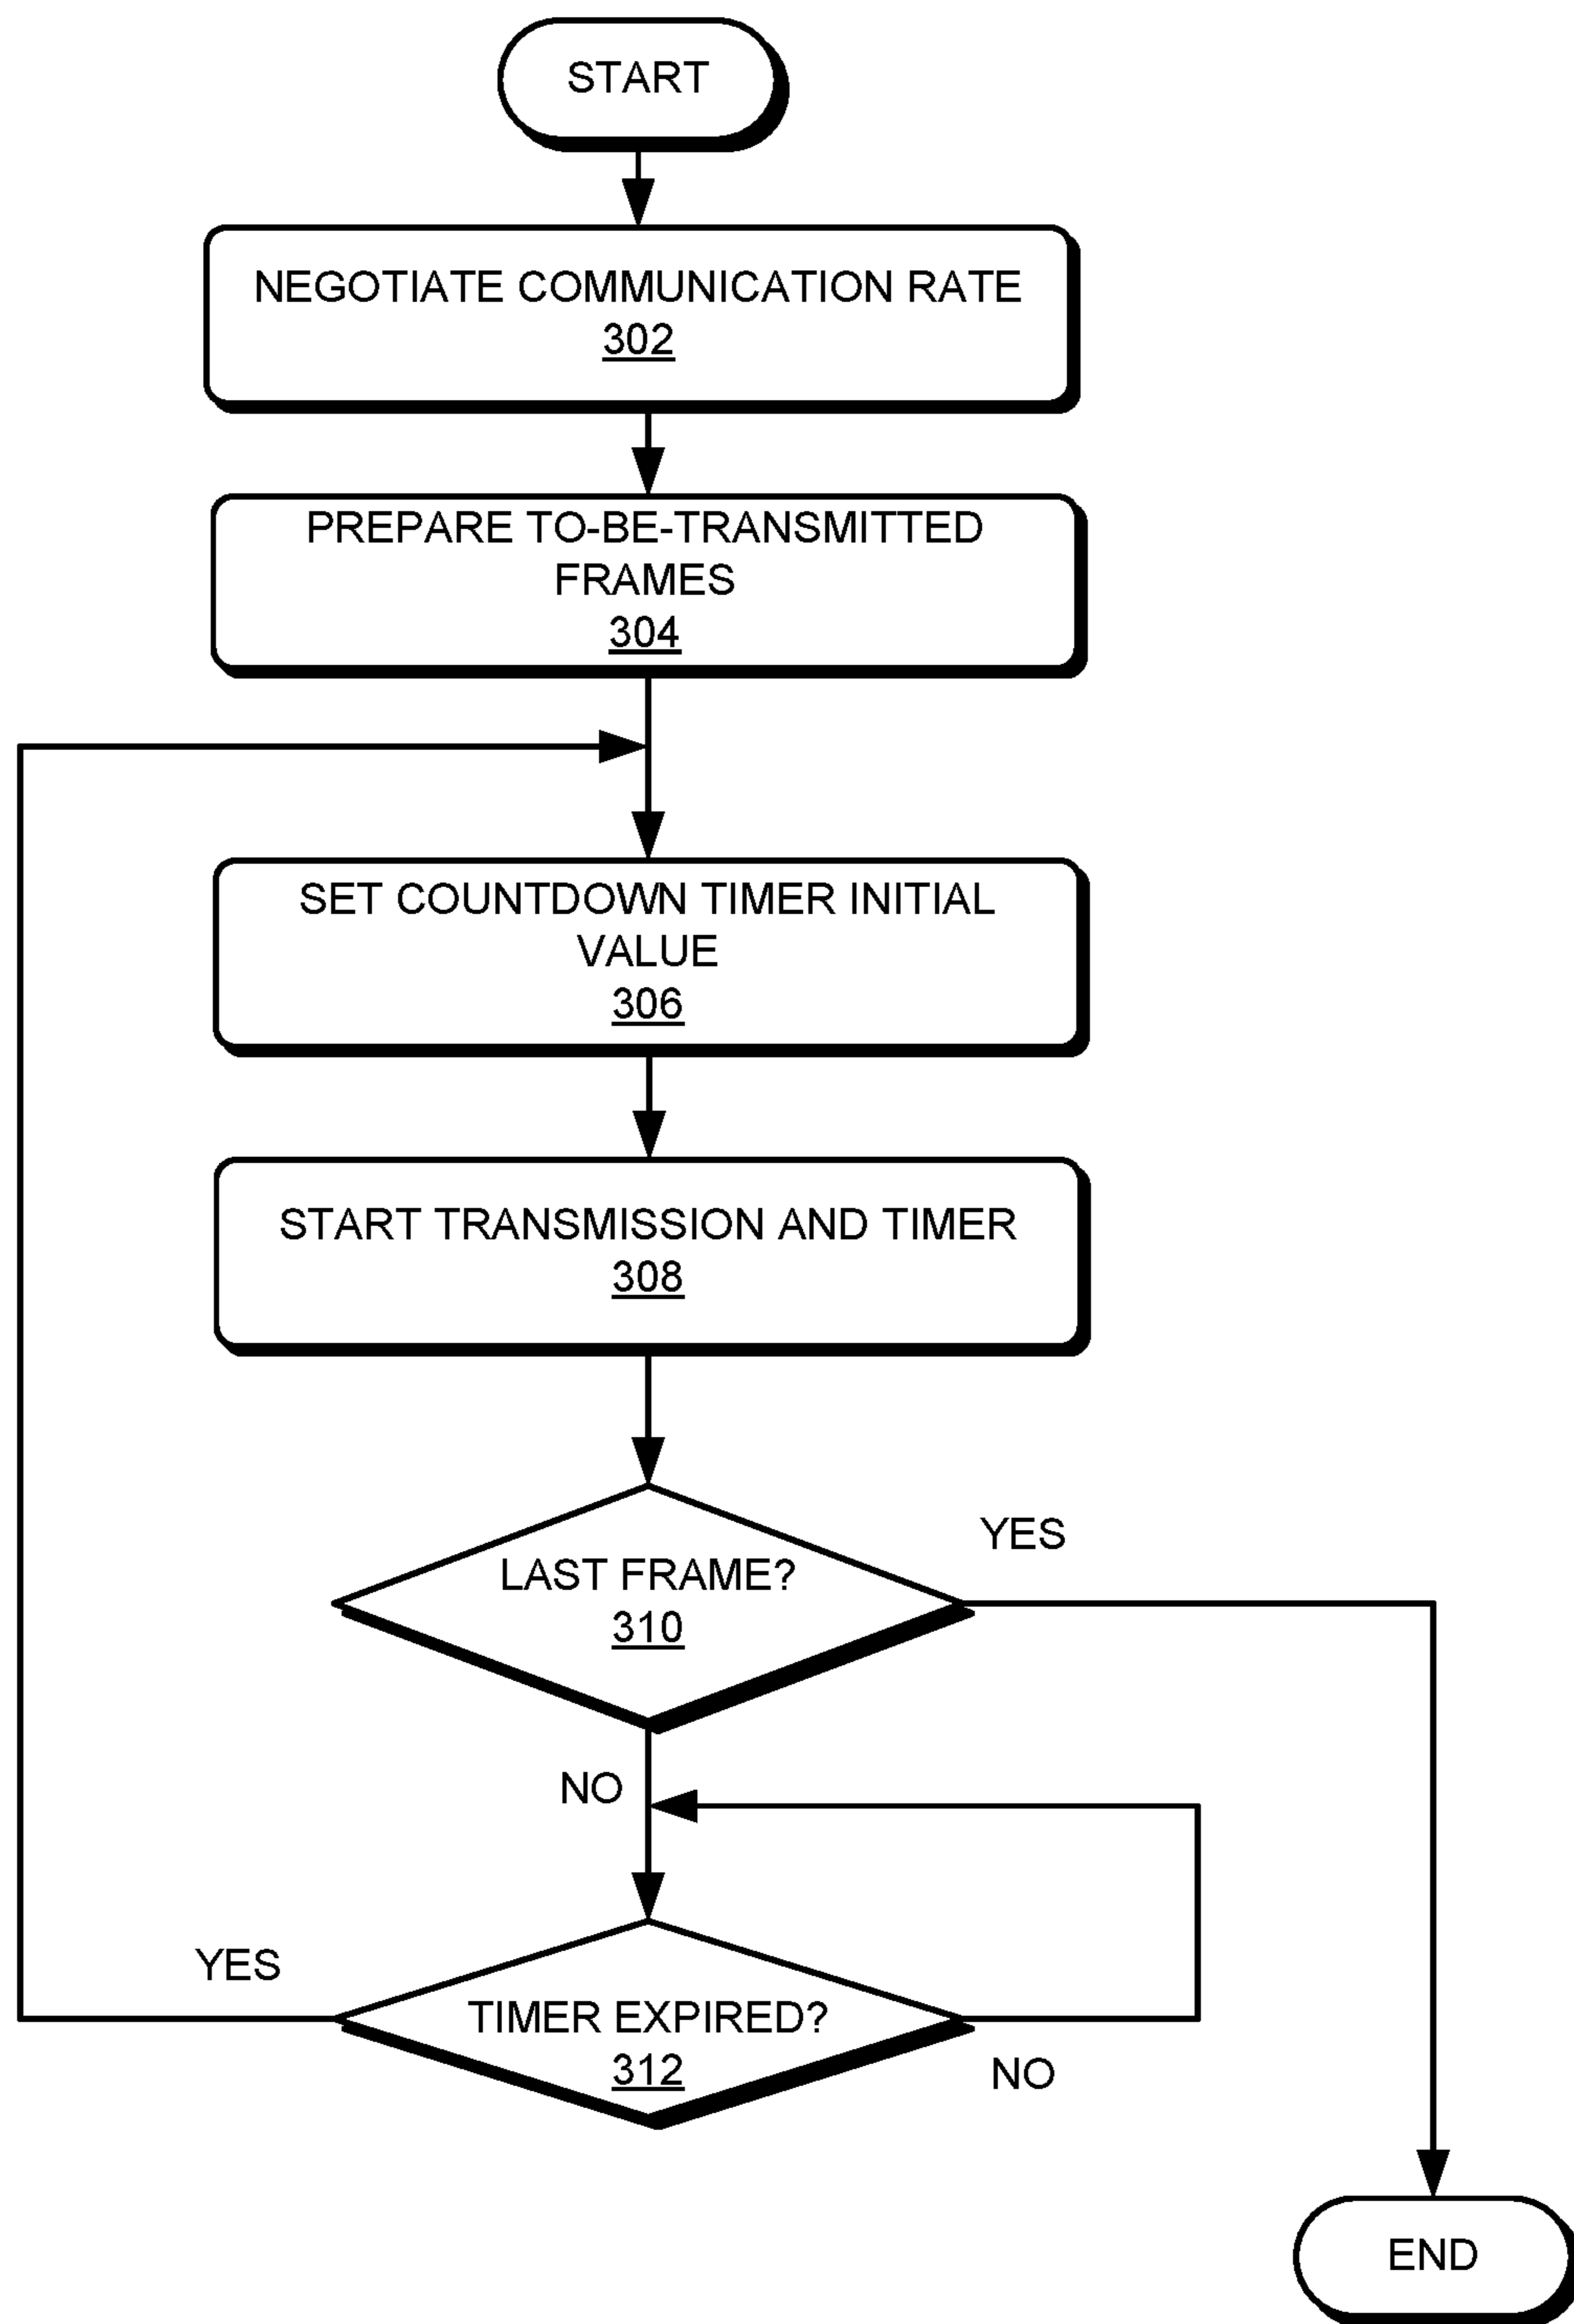 START
NEGOTIATE COMMUNICATION RATE
302
PREPARE TO-BE-TRANSMITTED
FRAMES
304
SET COUNTDOWN TIMER INITIAL
VALUE
306
START TRANSMISSION AND TIMER
308
LAST FRAME?
310
YES
NO
TIMER EXPIRED?
312
YES
NO
END